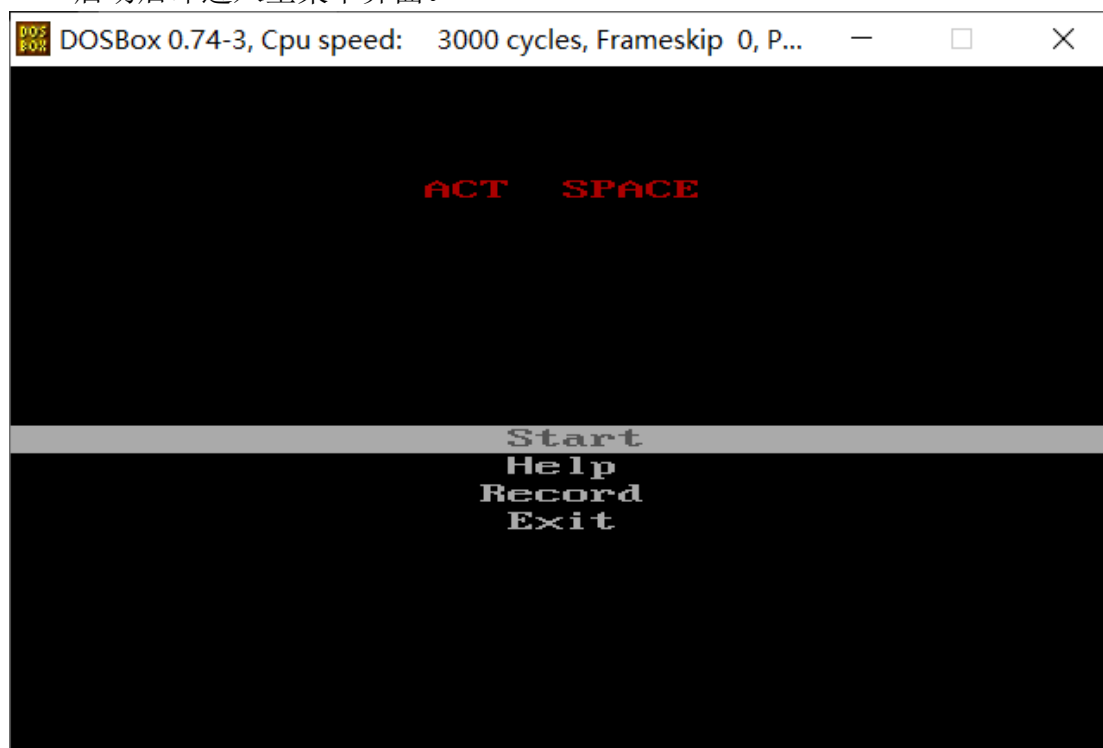 DOSBox 0.74-3, Cpu speed: 3000 cycles, Frameskip 0, P...
ACT SPACE
Start
Help
Record
Exit